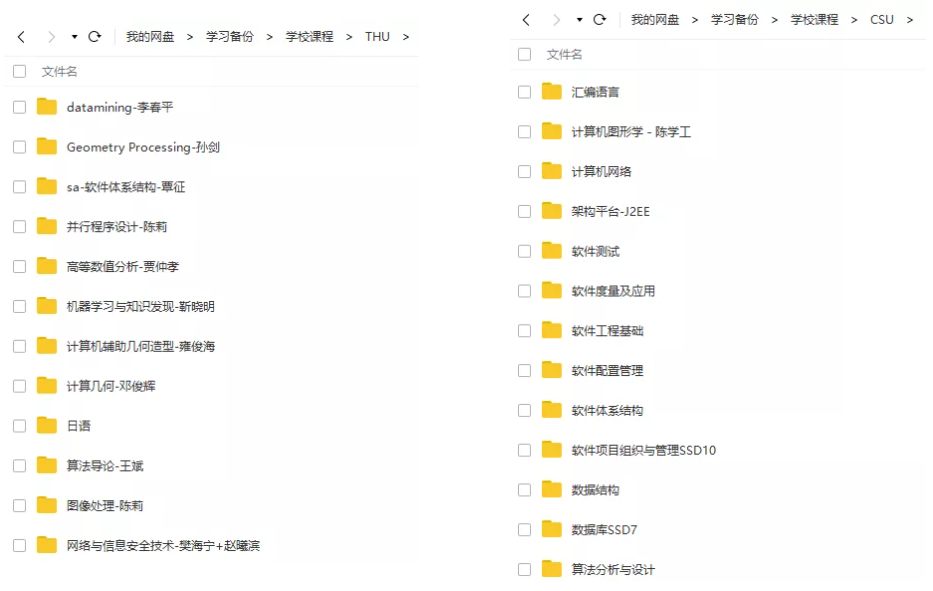 我的网盘 > 学习备份 > 学校课程 > THU >
文件名
datamining-李春平
Geometry Processing-孙剑
sa-软件体系结构-覃征
并行程序设计-陈莉
高等数值分析-贾仲孝
机器学习与知识发现-靳晓明
计算机辅助几何造型-雍俊海
计算几何-邓俊辉
日语
算法导论-王斌
图像处理-陈莉
网络与信息安全技术-樊海宁+赵曦滨
我的网盘 > 学习备份 > 学校课程 > CSU >
文件名
汇编语言
计算机图形学 - 陈学工
计算机网络
架构平台-J2EE
软件测试
软件度量及应用
软件工程基础
软件配置管理
软件体系结构
软件项目组织与管理SSD10
数据结构
数据库SSD7
算法分析与设计